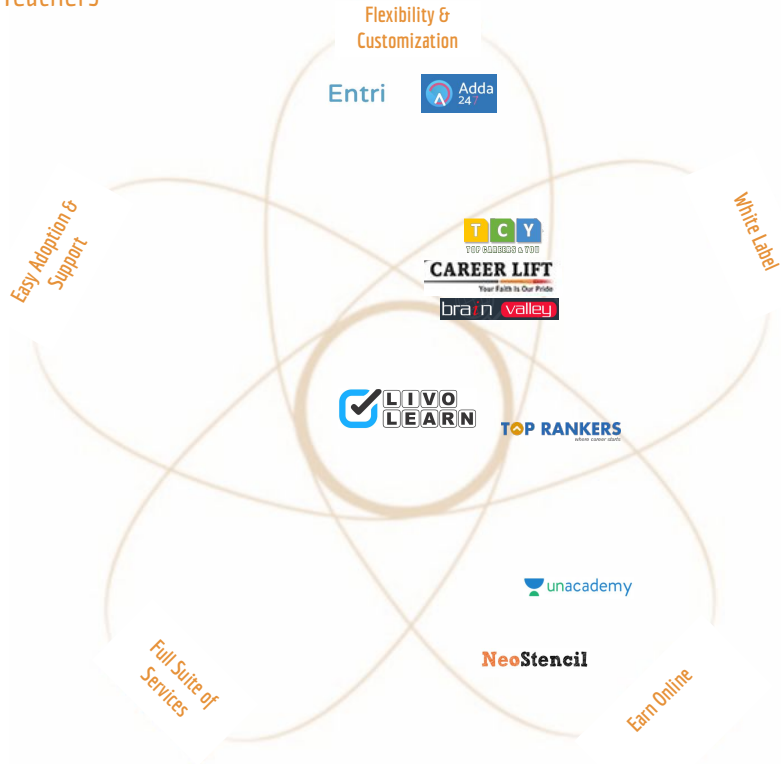 Teachers
Flexibility &
Customization
Entri
Adda
247
Easy Adoption &
Support
White Label
T C Y
TOP CAREERS & YOU
CAREER LIFT
Your Faith Is Our Pride
brain valley
LIVO
LEARN
TOP RANKERS
where career starts
unacademy
NeoStencil
Full Suite of
Services
Earn Online